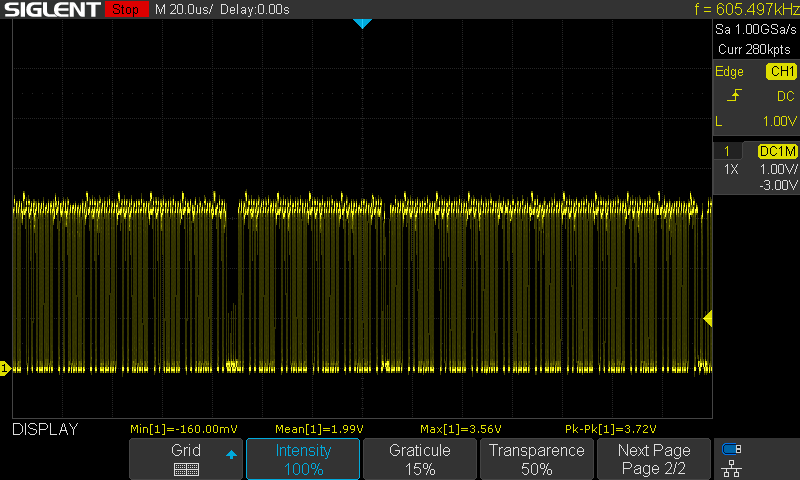 SIGLENT Stop M 20.0us/ Delay:0.00s f = 605.497kHz
Sa 1.00GSa/s
Curr 280kpts
Edge CH1
DC
L 1.00V
1 DC1M
1X 1.00V/
-3.00V
1
DISPLAY Min[1]=-160.00mV Mean[1]=1.99V Max[1]=3.56V Pk-Pk[1]=3.72V
Grid Intensity Graticule Transparence Next Page
100% 15% 50% Page 2/2